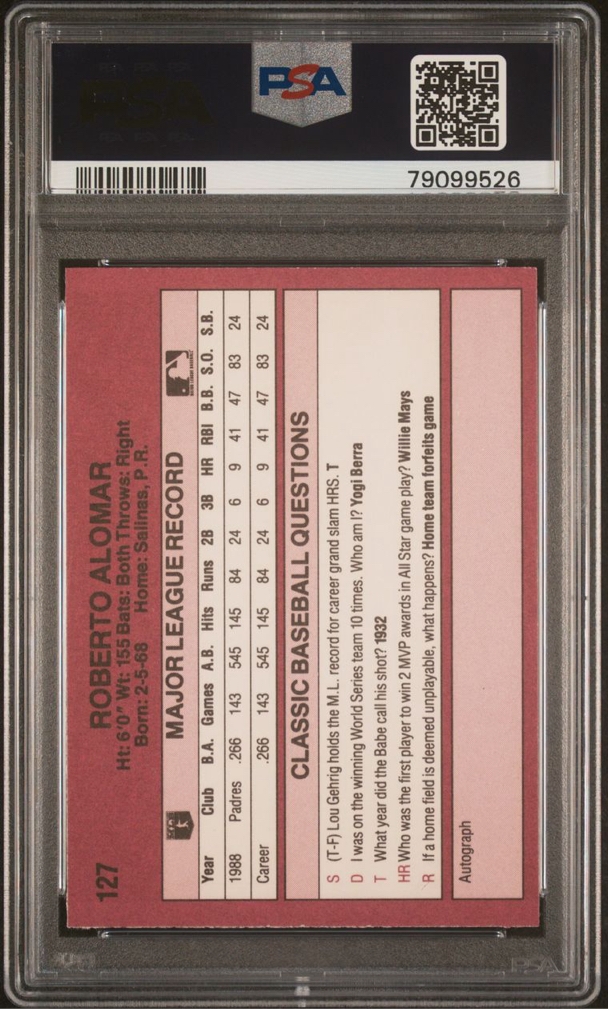 PSA
79099526
127
ROBERTO ALOMAR
Ht: 6'0" Wt: 155 Bats: Both Throws: Right
Born: 2-5-68 Home: Salinas, P.R.
MAJOR LEAGUE RECORD
Year Club B.A. Games A.B. Hits Runs 2B 3B HR RBI B.B. S.O. S.B.
1988 Padres .266 143 545 145 84 24 6 9 41 47 83 24
Career .266 143 545 145 84 24 6 9 41 47 83 24
CLASSIC BASEBALL QUESTIONS
S (T-F) Lou Gehrig holds the M.L. record for career grand slam HRS. T
D I was on the winning World Series team 10 times. Who am I? Yogi Berra
T What year did the Babe call his shot? 1932
HR Who was the first player to win 2 MVP awards in All Star game play? Willie Mays
R If a home field is deemed unplayable, what happens? Home team forfeits game
Autograph
PSA